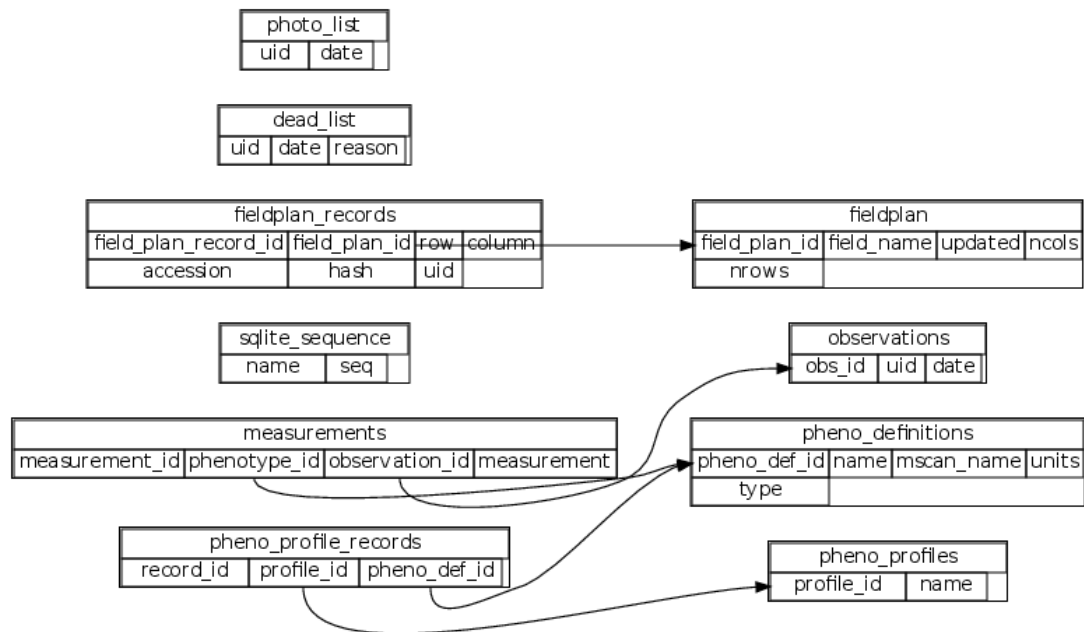 photo_list
uid date
dead_list
uid date reason
fieldplan_records
field_plan_record_id field_plan_id row column
accession hash uid
fieldplan
field_plan_id field_name updated ncols
nrows
sqlite_sequence
name seq
observations
obs_id uid date
measurements
measurement_id phenotype_id observation_id measurement
pheno_definitions
pheno_def_id name mscan_name units
type
pheno_profile_records
record_id profile_id pheno_def_id
pheno_profiles
profile_id name